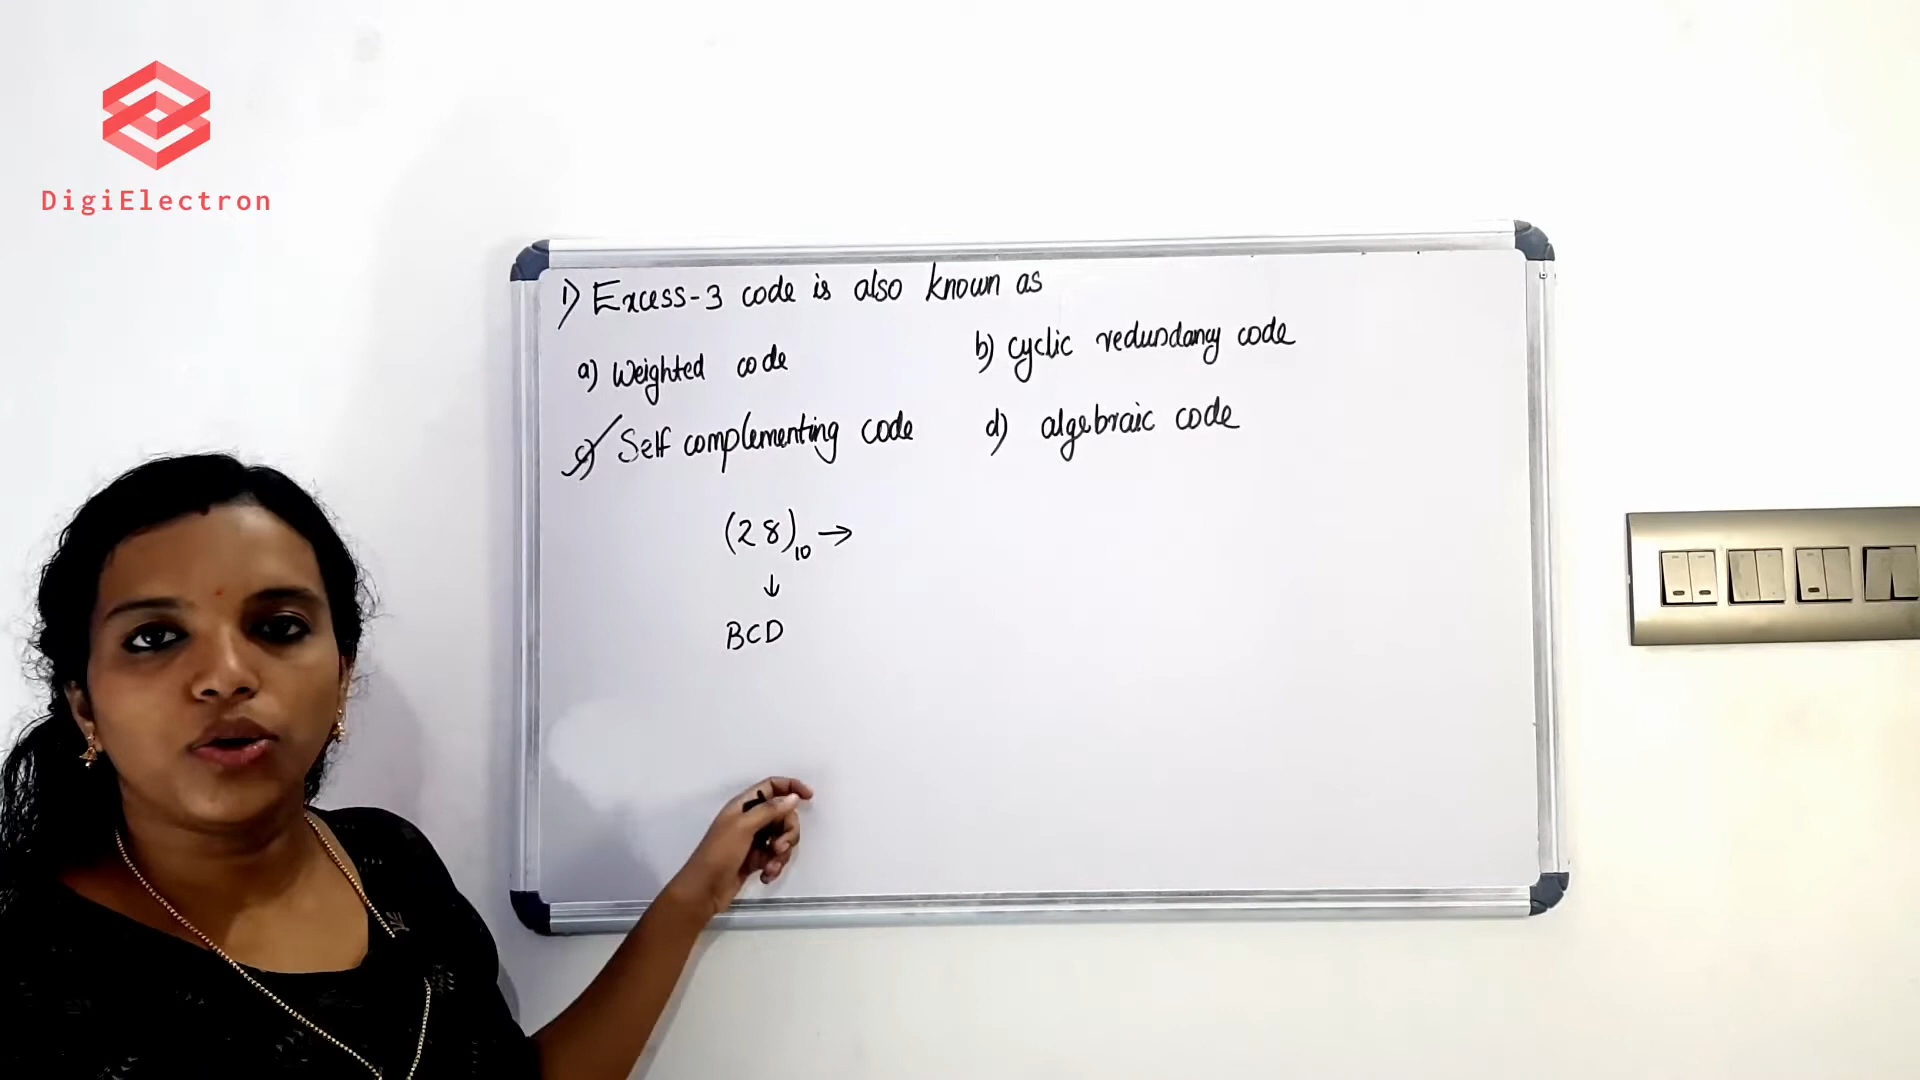 DigiElectron
1) Excess-3 code is also known as
a) Weighted code b) cyclic redundancy code
c) Self complementing code d) algebraic code
(28)10 →
↓
BCD